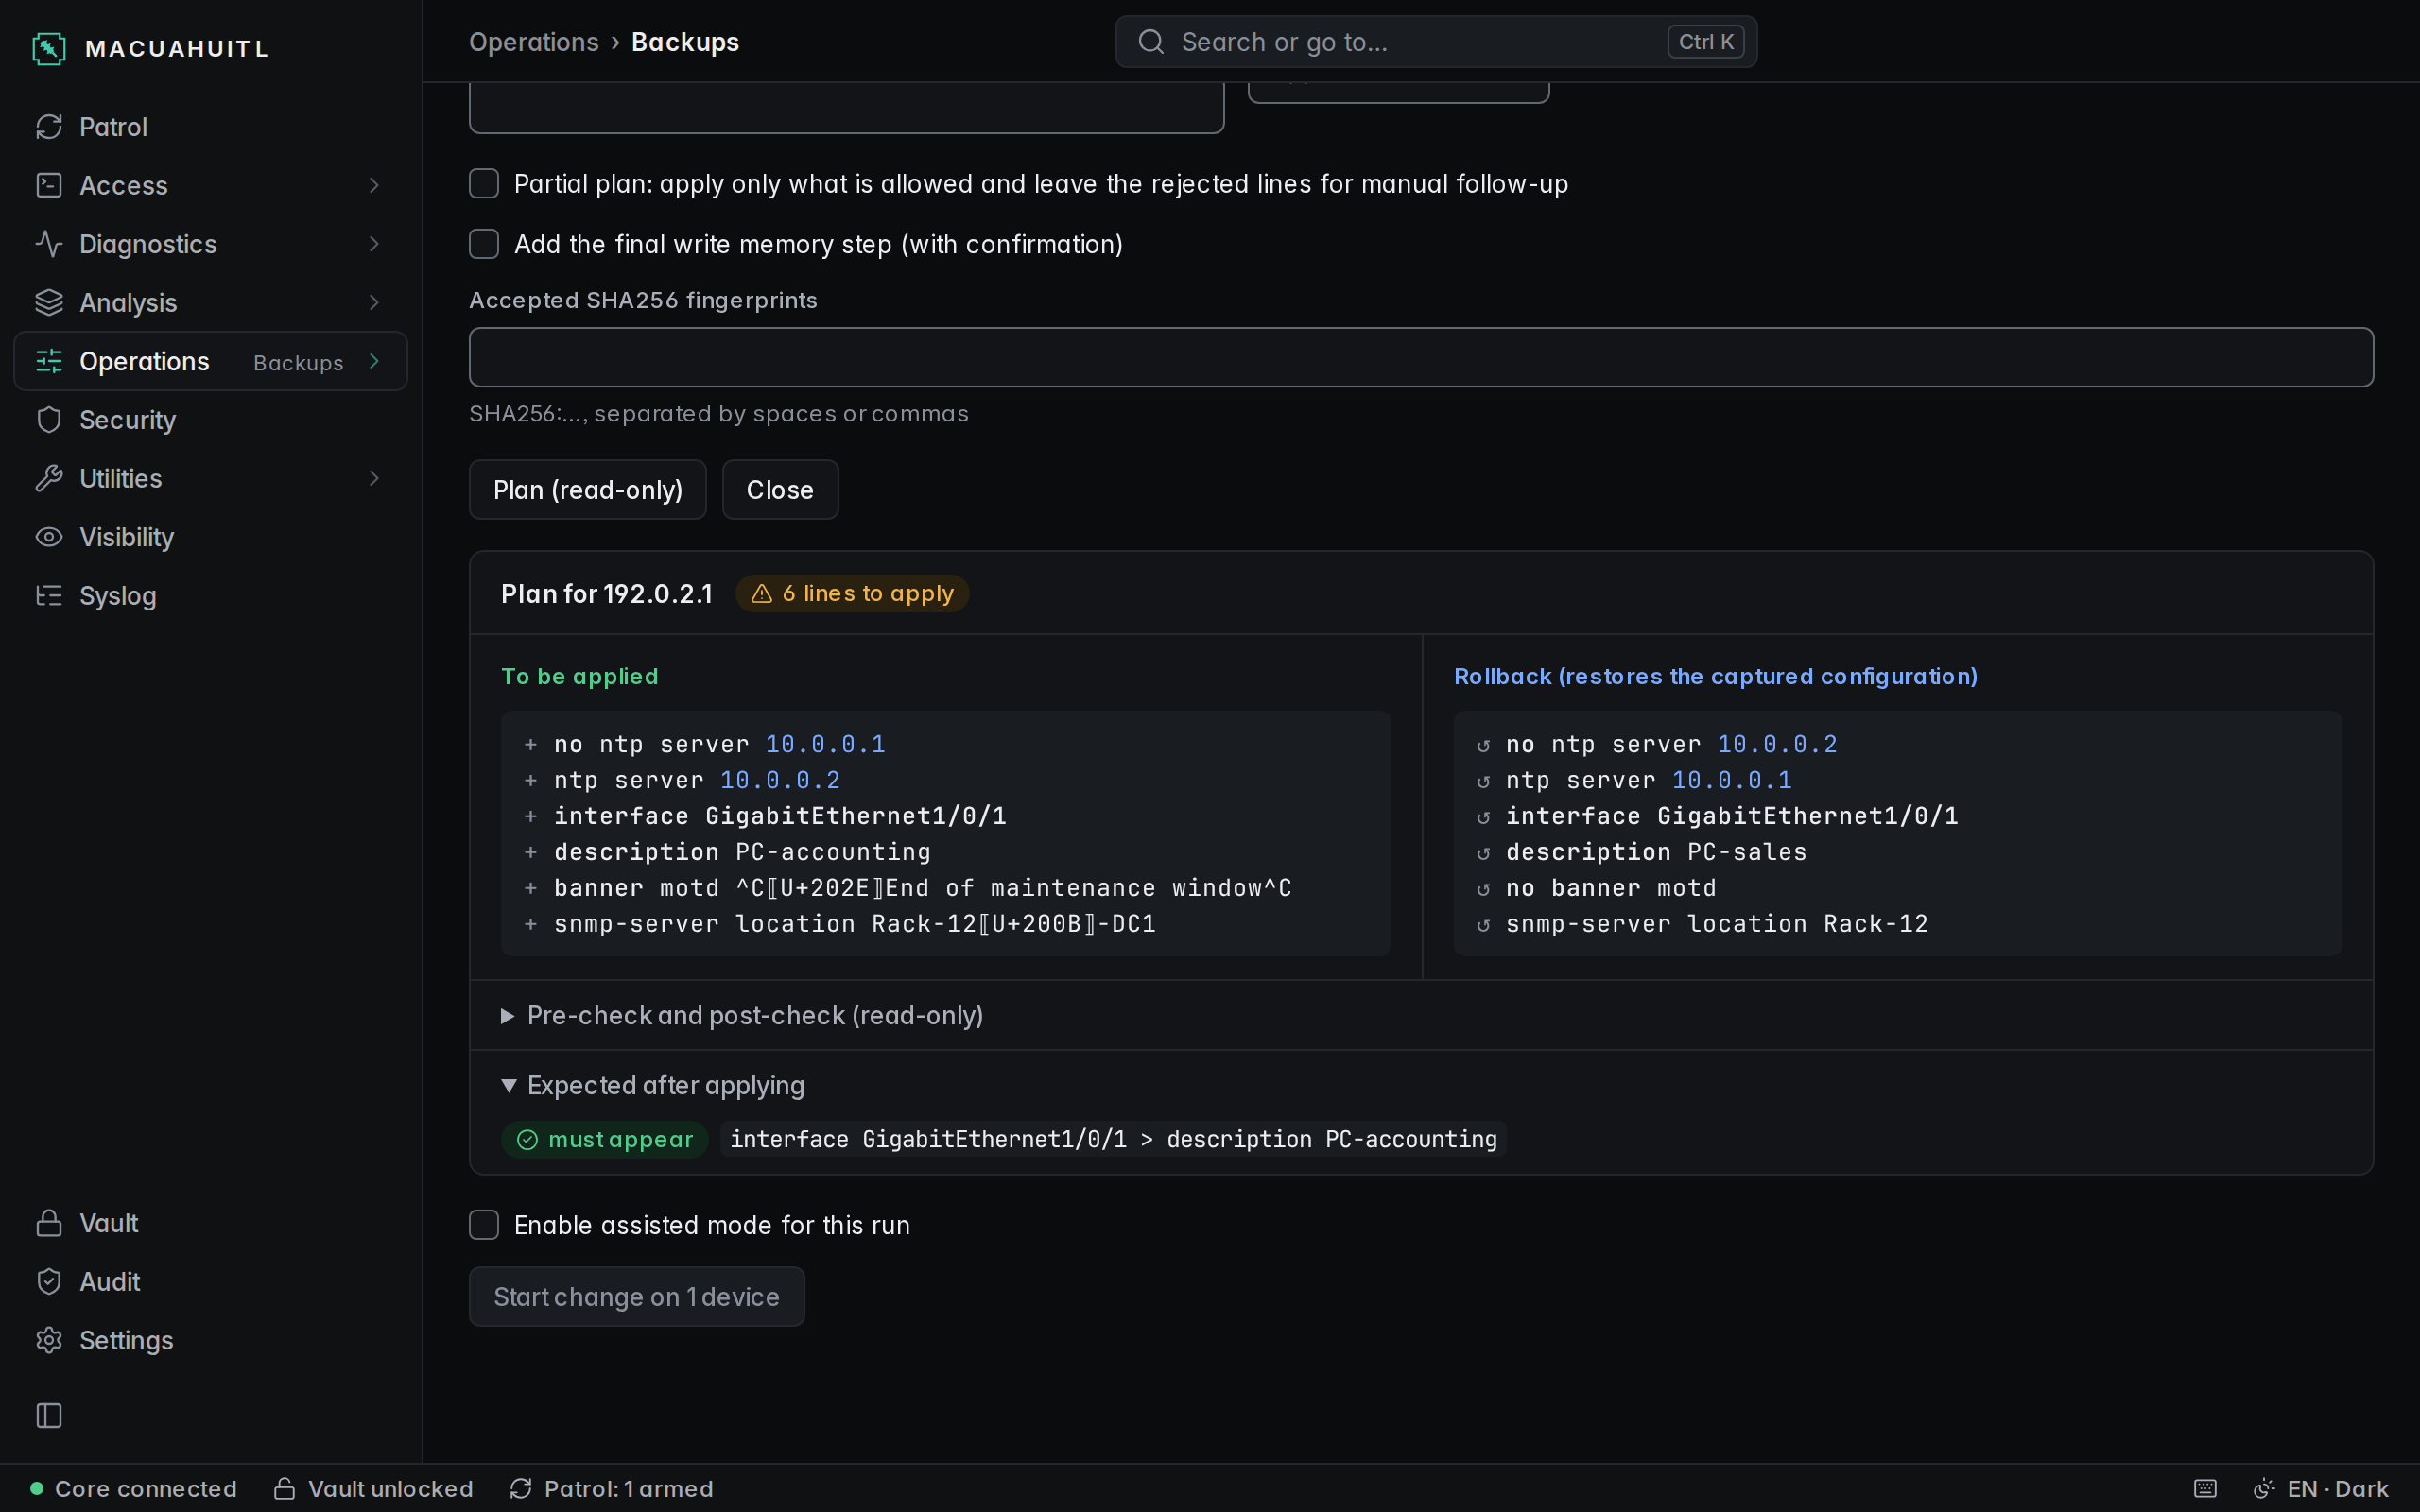 MACUAHUITL
Patrol
Access
Diagnostics
Analysis
Operations Backups
Security
Utilities
Visibility
Syslog
Vault
Audit
Settings
Operations › Backups
Search or go to...
Ctrl K
Partial plan: apply only what is allowed and leave the rejected lines for manual follow-up
Add the final write memory step (with confirmation)
Accepted SHA256 fingerprints
SHA256:..., separated by spaces or commas
Plan (read-only)
Close
Plan for 192.0.2.1
6 lines to apply
To be applied
+ no ntp server 10.0.0.1
+ ntp server 10.0.0.2
+ interface GigabitEthernet1/0/1
+ description PC-accounting
+ banner motd ^C⟦U+202E⟧End of maintenance window^C
+ snmp-server location Rack-12⟦U+200B⟧-DC1
Rollback (restores the captured configuration)
↺ no ntp server 10.0.0.2
↺ ntp server 10.0.0.1
↺ interface GigabitEthernet1/0/1
↺ description PC-sales
↺ no banner motd
↺ snmp-server location Rack-12
▶ Pre-check and post-check (read-only)
▼ Expected after applying
must appear
interface GigabitEthernet1/0/1 > description PC-accounting
Enable assisted mode for this run
Start change on 1 device
Core connected
Vault unlocked
Patrol: 1 armed
EN · Dark